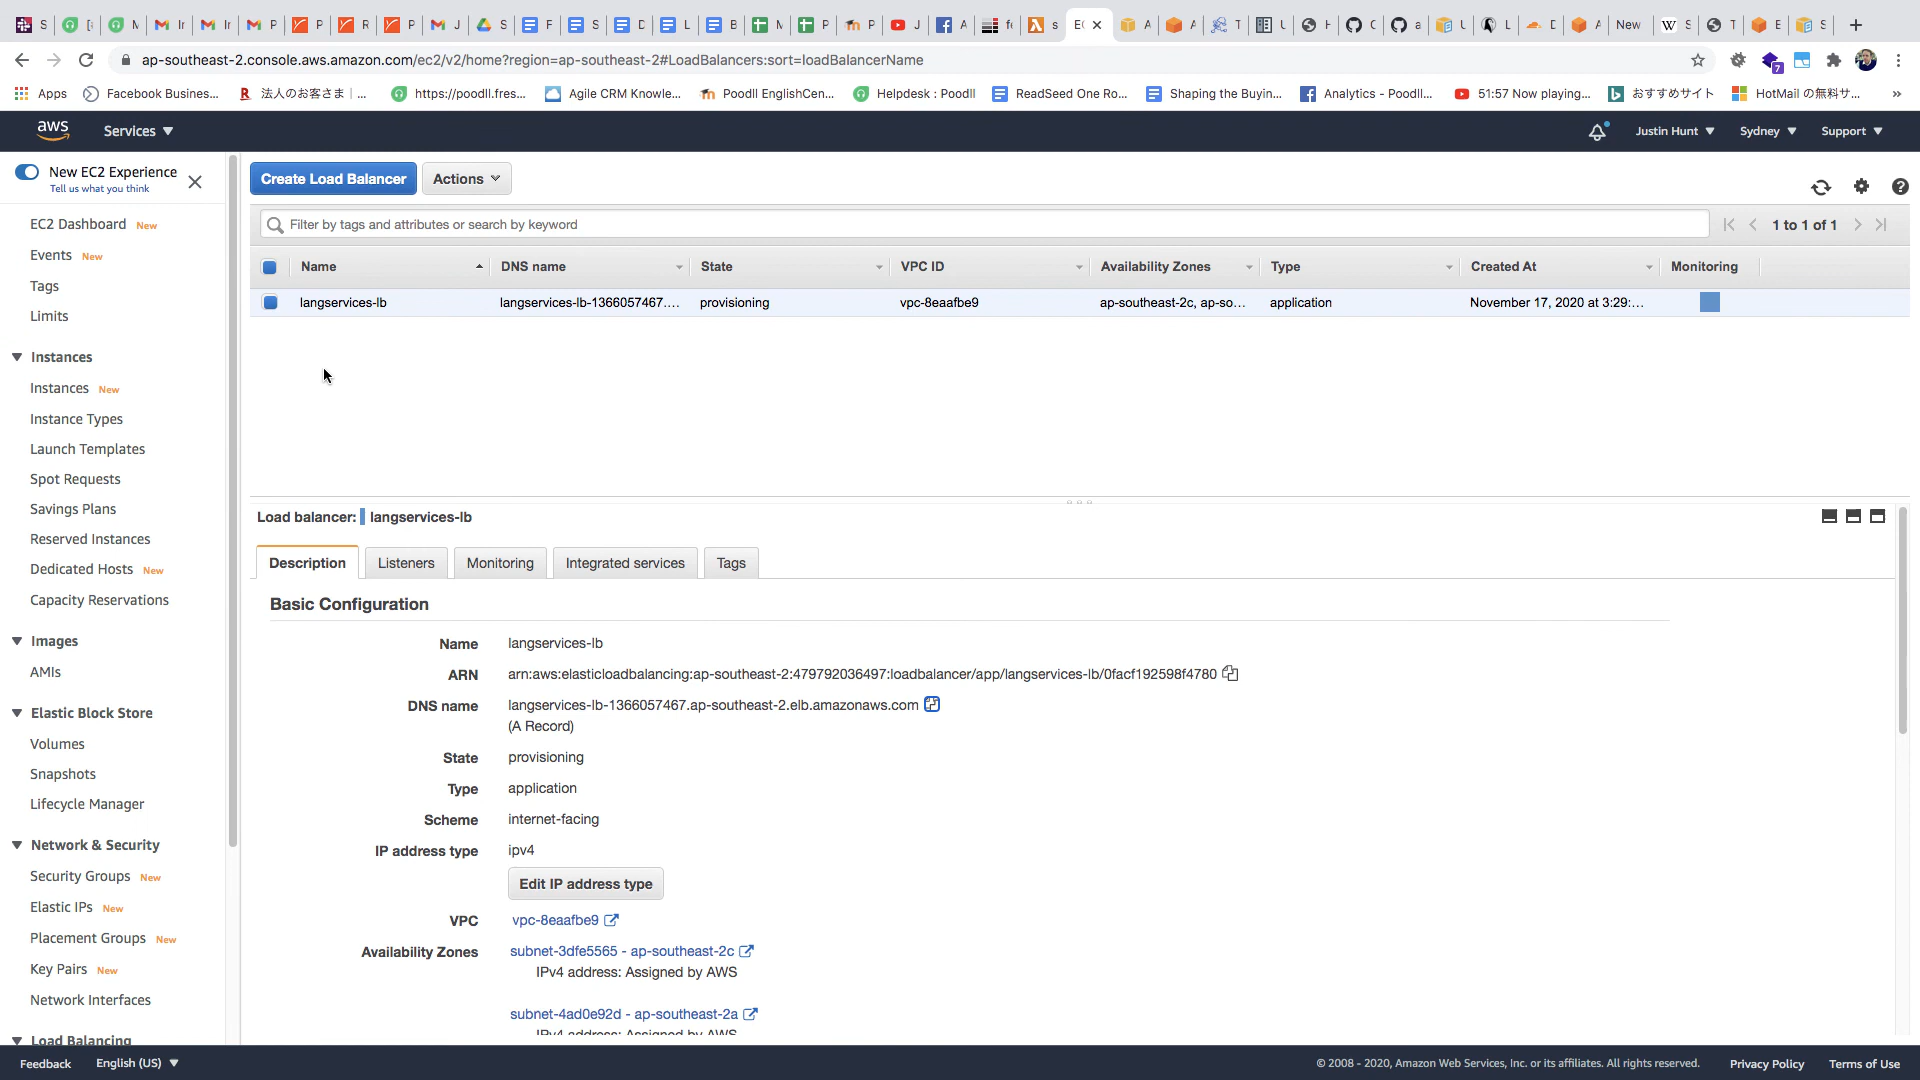 ap-southeast-2.console.aws.amazon.com/ec2/v2/home?region=ap-southeast-2#LoadBalancers:sort=loadBalancerName
Apps Facebook Business... 法人のお客さま | ... https://poodll.fres... Agile CRM Knowle... Poodll EnglishCen... Helpdesk : Poodll ReadSeed One Ro... Shaping the Buyin... Analytics - Poodll... 51:57 Now playing... おすすめサイト HotMail の無料サ... »
aws Services Justin Hunt Sydney Support
New EC2 Experience
Tell us what you think
EC2 Dashboard New
Events New
Tags
Limits
Instances
Instances New
Instance Types
Launch Templates
Spot Requests
Savings Plans
Reserved Instances
Dedicated Hosts New
Capacity Reservations
Images
AMIs
Elastic Block Store
Volumes
Snapshots
Lifecycle Manager
Network & Security
Security Groups New
Elastic IPs New
Placement Groups New
Key Pairs New
Network Interfaces
Load Balancing
Create Load Balancer Actions
Filter by tags and attributes or search by keyword 1 to 1 of 1
Name DNS name State VPC ID Availability Zones Type Created At Monitoring
langservices-lb langservices-lb-1366057467.... provisioning vpc-8eaafbe9 ap-southeast-2c, ap-so... application November 17, 2020 at 3:29:...
Load balancer: langservices-lb
Description Listeners Monitoring Integrated services Tags
Basic Configuration
Name langservices-lb
ARN arn:aws:elasticloadbalancing:ap-southeast-2:479792036497:loadbalancer/app/langservices-lb/0facf192598f4780
DNS name langservices-lb-1366057467.ap-southeast-2.elb.amazonaws.com
(A Record)
State provisioning
Type application
Scheme internet-facing
IP address type ipv4
Edit IP address type
VPC vpc-8eaafbe9
Availability Zones subnet-3dfe5565 - ap-southeast-2c
IPv4 address: Assigned by AWS
subnet-4ad0e92d - ap-southeast-2a
IPv4 address: Assigned by AWS
Feedback English (US) © 2008 - 2020, Amazon Web Services, Inc. or its affiliates. All rights reserved. Privacy Policy Terms of Use